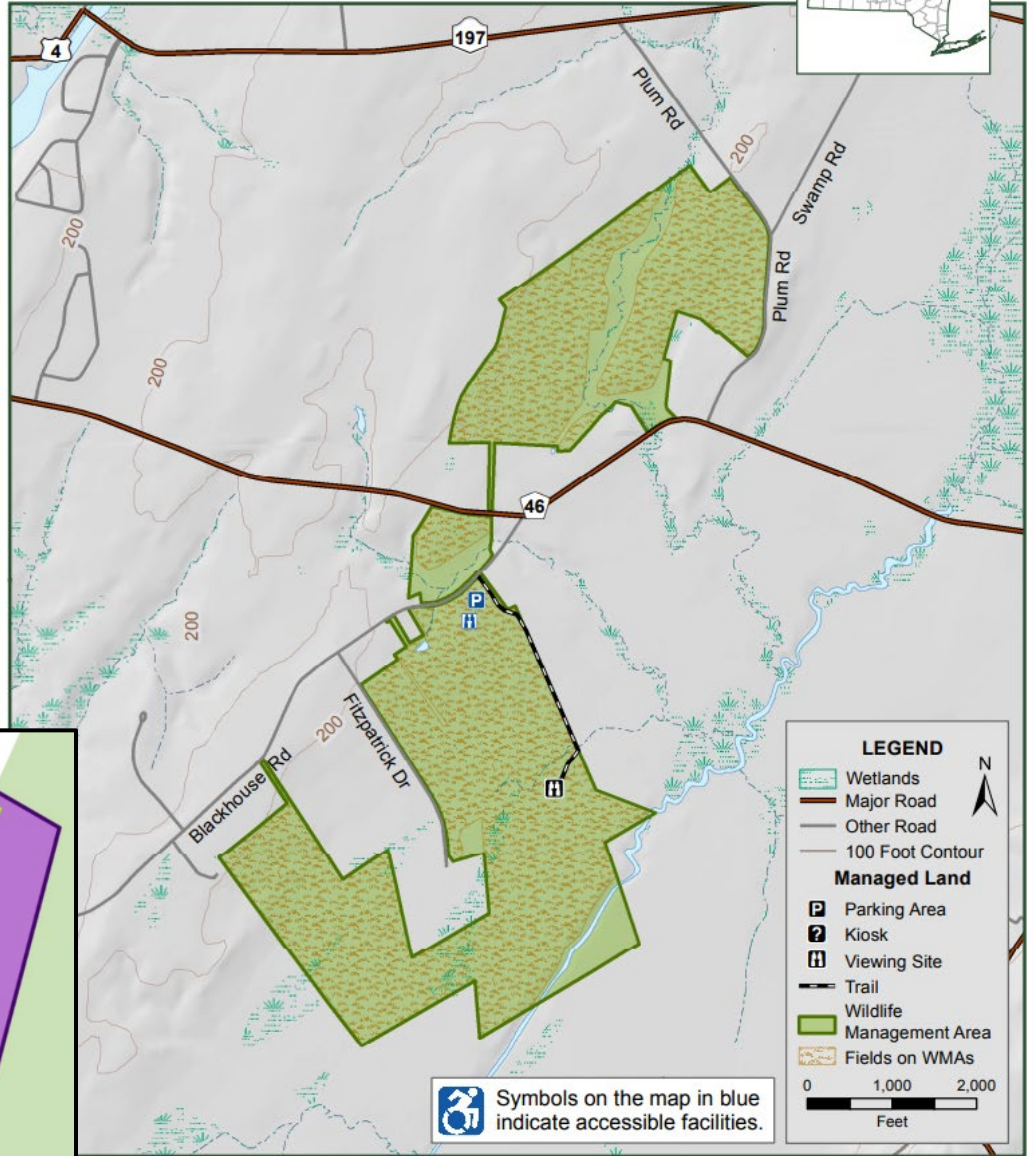 4
197
Plum Rd
200
Swamp Rd
200
Plum Rd
200
46
200
P
Fitzpatrick Dr
200
Blackhouse Rd
LEGEND
N
Wetlands
Major Road
Other Road
100 Foot Contour
Managed Land
P Parking Area
? Kiosk
Viewing Site
Trail
Wildlife
Management Area
Fields on WMAs
0 1,000 2,000
Feet
Symbols on the map in blue
indicate accessible facilities.